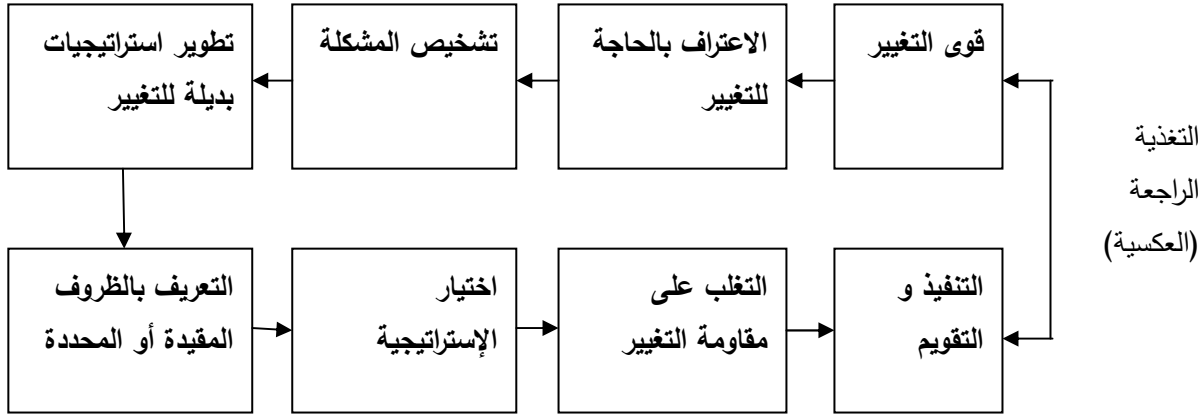 قوى التغيير
الاعتراف بالحاجة
للتغيير
تشخيص المشكلة
تطوير استراتيجيات
بديلة للتغيير
التغذية
الراجعة
(العكسية)
التعريف بالظروف
المقيدة أو المحددة
اختيار
الإستراتيجية
التغلب على
مقاومة التغيير
التنفيذ و
التقويم